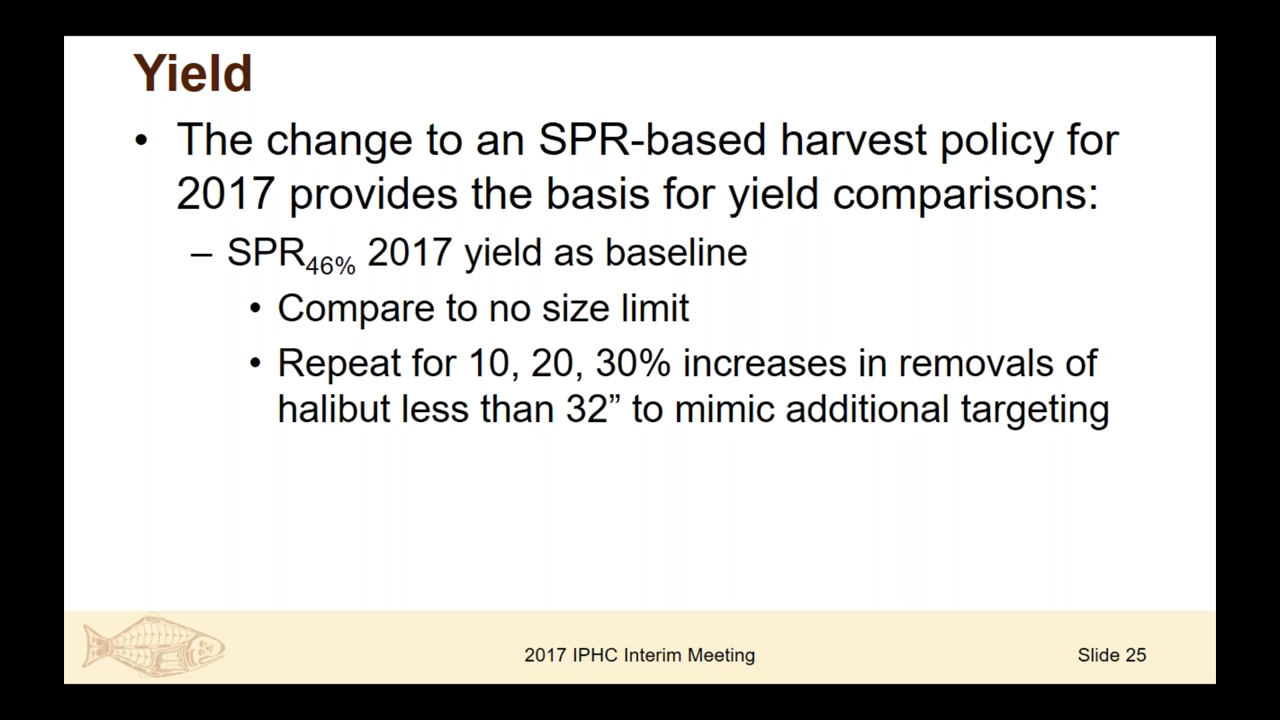 Yield
• The change to an SPR-based harvest policy for
2017 provides the basis for yield comparisons:
– SPR46% 2017 yield as baseline
• Compare to no size limit
• Repeat for 10, 20, 30% increases in removals of
halibut less than 32” to mimic additional targeting
2017 IPHC Interim Meeting
Slide 25